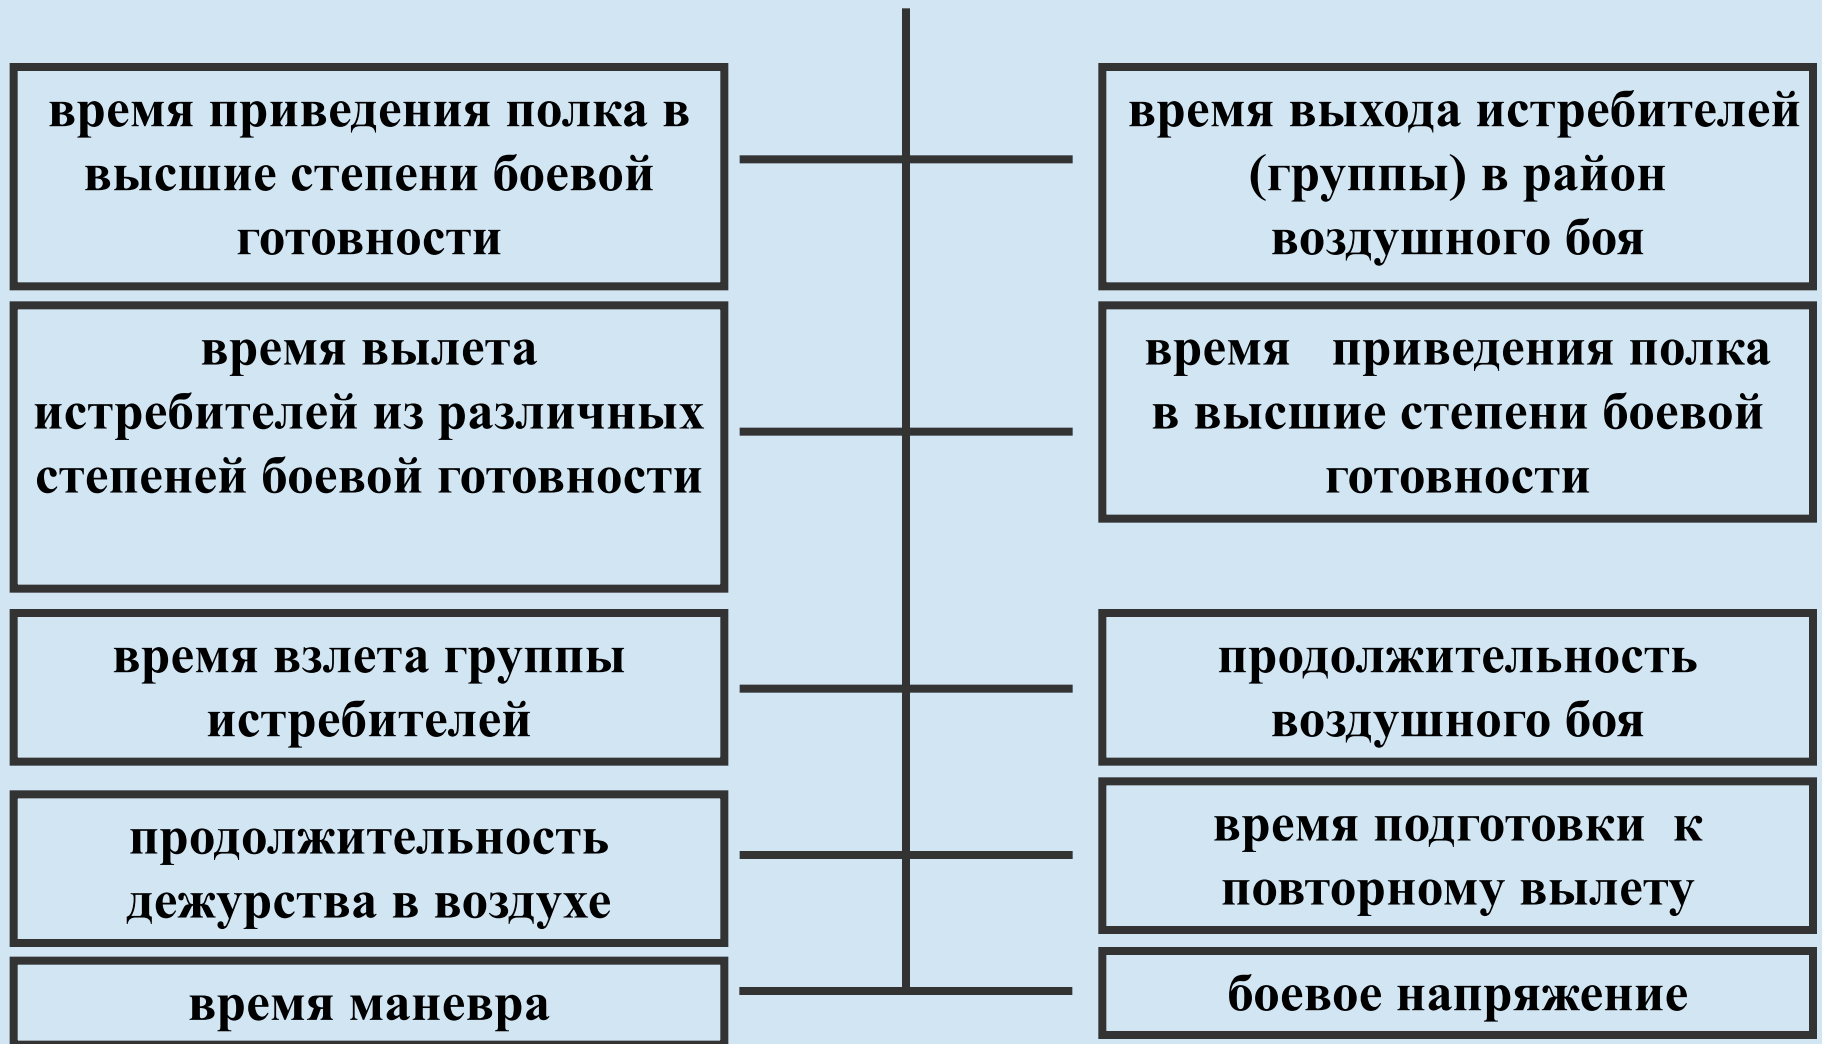 время приведения полка в
высшие степени боевой
готовности
время вылета
истребителей из различных
степеней боевой готовности
время взлета группы
истребителей
продолжительность
дежурства в воздухе
время маневра
время выхода истребителей
(группы) в район
воздушного боя
время приведения полка
в высшие степени боевой
готовности
продолжительность
воздушного боя
время подготовки к
повторному вылету
боевое напряжение